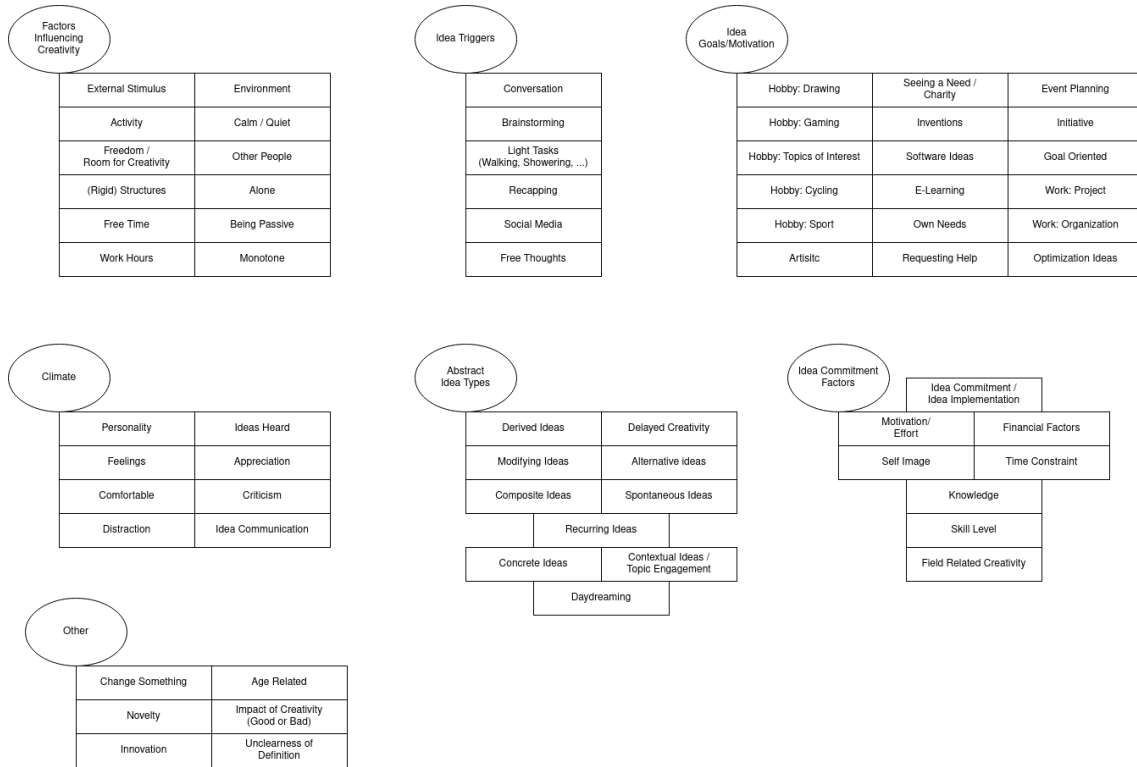 Factors
Influencing
Creativity
External Stimulus
Environment
Activity
Calm / Quiet
Freedom /
Room for Creativity
Other People
(Rigid) Structures
Alone
Free Time
Being Passive
Work Hours
Monotone
Idea Triggers
Conversation
Brainstorming
Light Tasks
(Walking, Showering, ...)
Recapping
Social Media
Free Thoughts
Idea
Goals/Motivation
Hobby: Drawing
Seeing a Need /
Charity
Event Planning
Hobby: Gaming
Inventions
Initiative
Hobby: Topics of Interest
Software Ideas
Goal Oriented
Hobby: Cycling
E-Learning
Work: Project
Hobby: Sport
Own Needs
Work: Organization
Artisitc
Requesting Help
Optimization Ideas
Climate
Personality
Ideas Heard
Feelings
Appreciation
Comfortable
Criticism
Distraction
Idea Communication
Abstract
Idea Types
Derived Ideas
Delayed Creativity
Modifying Ideas
Alternative ideas
Composite Ideas
Spontaneous Ideas
Recurring Ideas
Concrete Ideas
Contextual Ideas /
Topic Engagement
Daydreaming
Idea Commitment
Factors
Idea Commitment /
Idea Implementation
Motivation/
Effort
Financial Factors
Self Image
Time Constraint
Knowledge
Skill Level
Field Related Creativity
Other
Change Something
Age Related
Novelty
Impact of Creativity
(Good or Bad)
Innovation
Unclearness of
Definition